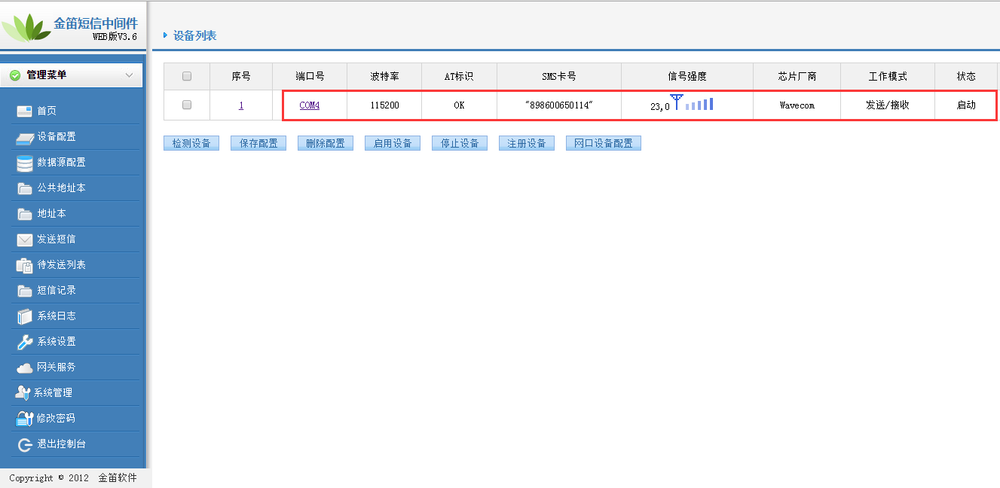 金笛短信中间件
WEB版V3.6
管理菜单
首页
设备配置
数据源配置
公共地址本
地址本
发送短信
待发送列表
短信记录
系统日志
系统设置
网关服务
系统管理
修改密码
退出控制台
Copyright © 2012 金笛软件
设备列表
序号 端口号 波特率 AT标识 SMS卡号 信号强度 芯片厂商 工作模式 状态
1 COM4 115200 OK "898600650114" 23,0 Wavecom 发送/接收 启动
检测设备 保存配置 删除配置 启用设备 停止设备 注册设备 网口设备配置